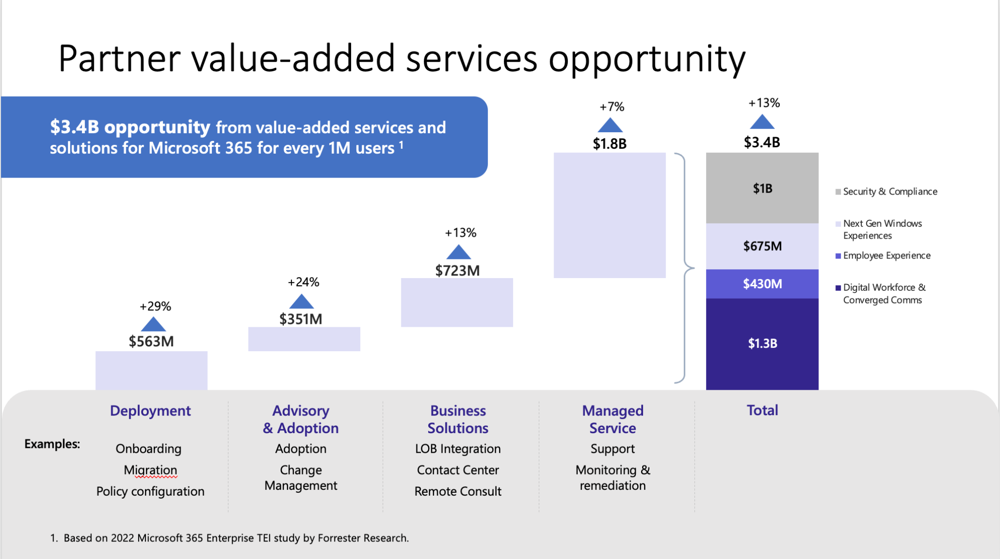 Partner value-added services opportunity
$3.4B opportunity from value-added services and
solutions for Microsoft 365 for every 1M users 1
+29%
$563M
+24%
$351M
+13%
$723M
+7%
$1.8B
+13%
$3.4B
$1B
$675M
$430M
$1.3B
Security & Compliance
Next Gen Windows
Experiences
Employee Experience
Digital Workforce &
Converged Comms
Examples:
Deployment
Onboarding
Migration
Policy configuration
Advisory
& Adoption
Adoption
Change
Management
Business
Solutions
LOB Integration
Contact Center
Remote Consult
Managed
Service
Support
Monitoring &
remediation
Total
1. Based on 2022 Microsoft 365 Enterprise TEI study by Forrester Research.